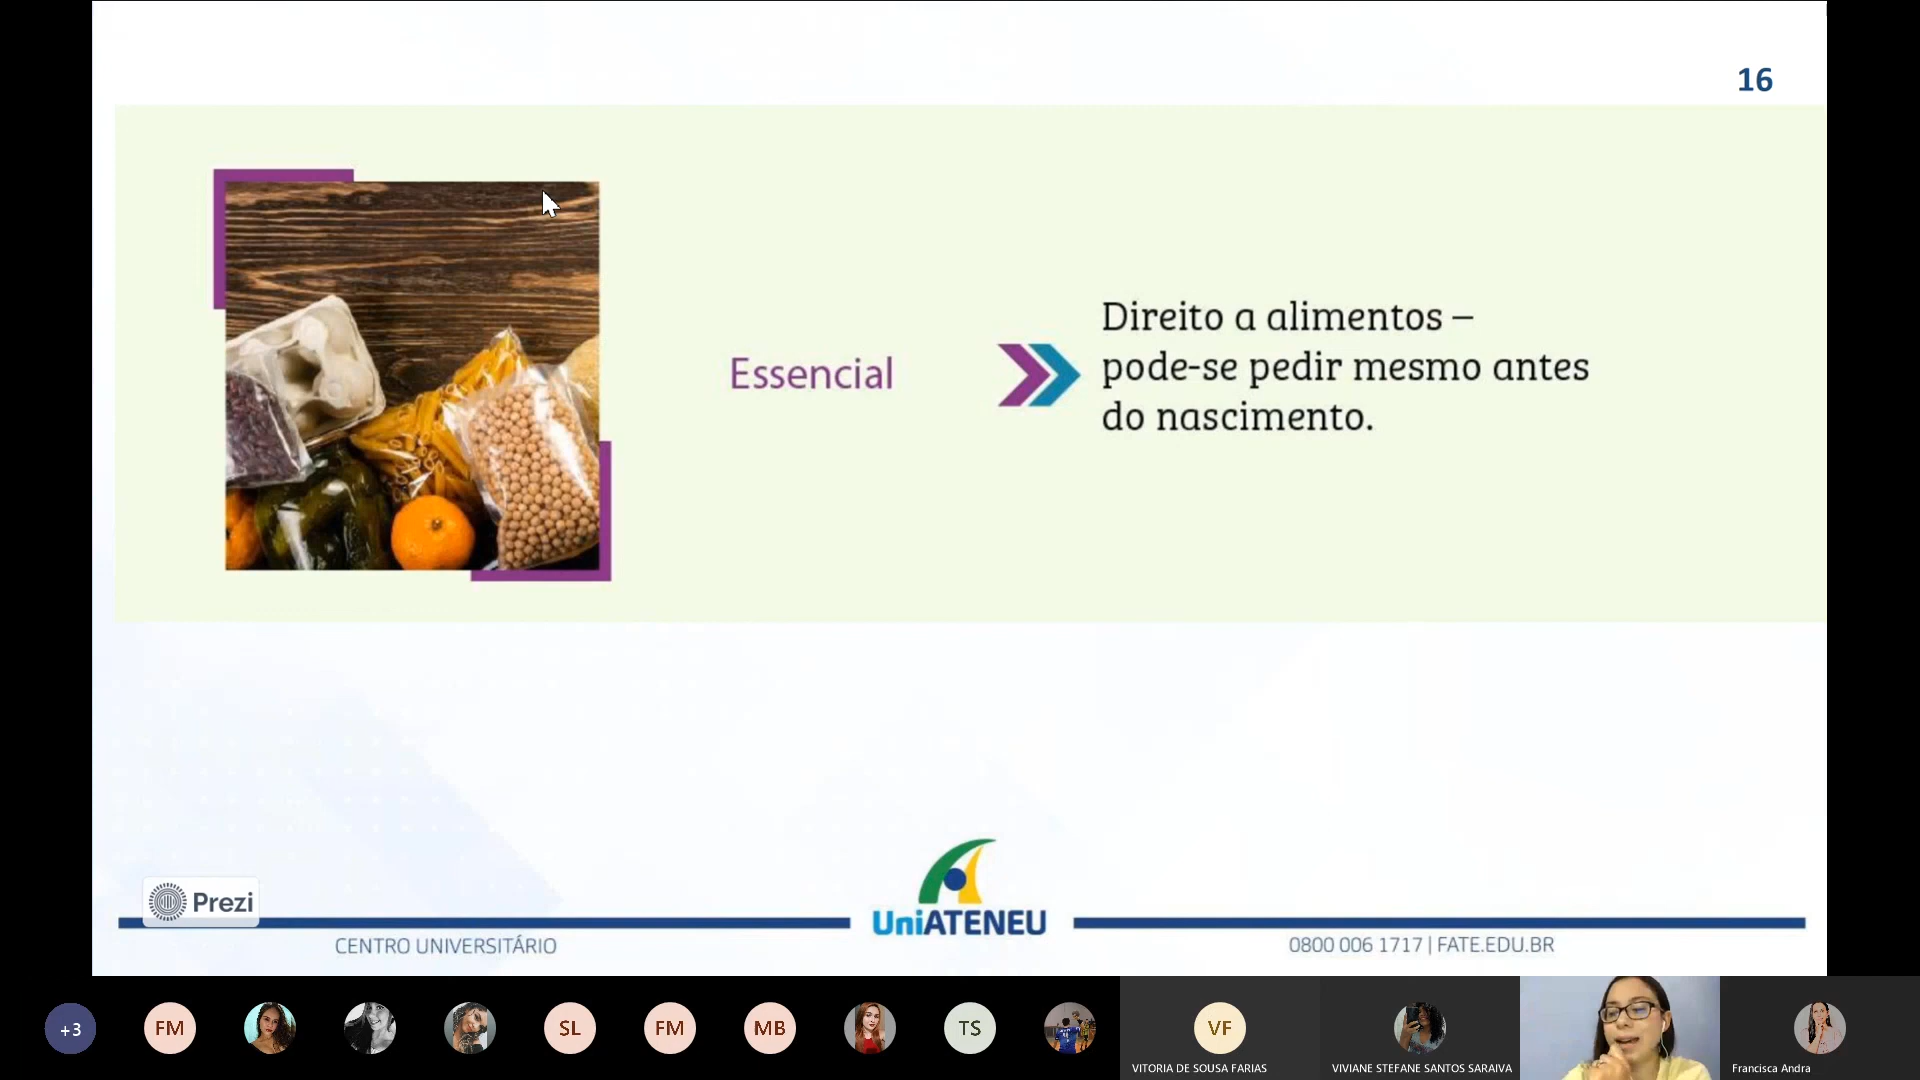 16
Essencial
Direito a alimentos –
pode-se pedir mesmo antes
do nascimento.
Prezi
UniATENEU
CENTRO UNIVERSITÁRIO
0800 006 1717 | FATE.EDU.BR
+3
FM
SL
FM
MB
TS
VF
VITORIA DE SOUSA FARIAS
VIVIANE STEFANE SANTOS SARAIVA
Francisca Andra